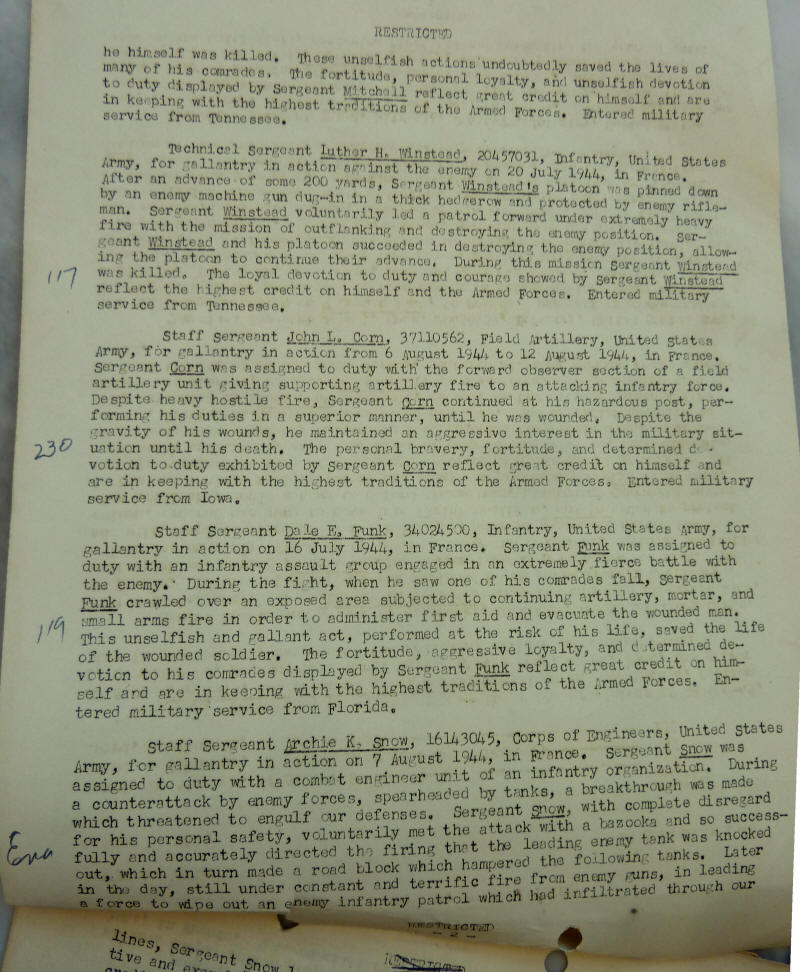 RESTRICTED
he himself was killed. These unselfish actions undoubtedly saved the lives of
many of his comrades. The fortitude, personal loyalty, and unselfish devotion
to duty displayed by Sergeant Mitchell reflect great credit on himself and are
in keeping with the highest traditions of the Armed Forces. Entered military
service from Tennessee.
Technical Sergeant Luther H. Winstead, 20457031, Infantry, United States
Army, for gallantry in action against the enemy on 20 July 1944, in France.
After an advance of some 200 yards, Sergeant Winstead's platoon was pinned down
by an enemy machine gun dug-in in a thick hedgerow and protected by enemy rifle-
man. Sergeant Winstead voluntarily led a patrol forward under extremely heavy
fire with the mission of outflanking and destroying the enemy position. Ser-
geant Winstead and his platoon succeeded in destroying the enemy position, allow-
ing the platoon to continue their advance. During this mission Sergeant Winstead
117 was killed. The loyal devotion to duty and courage showed by Sergeant Winstead
reflect the highest credit on himself and the Armed Forces. Entered military
service from Tennessee.
Staff Sergeant John L. Corn, 37110562, Field Artillery, United States
Army, for gallantry in action from 6 August 1944 to 12 August 1944, in France.
Sergeant Corn was assigned to duty with the forward observer section of a field
artillery unit giving supporting artillery fire to an attacking infantry force.
Despite heavy hostile fire, Sergeant Corn continued at his hazardous post, per-
forming his duties in a superior manner, until he was wounded. Despite the
gravity of his wounds, he maintained an aggressive interest in the military sit-
230 uation until his death. The personal bravery, fortitude, and determined de-
votion to duty exhibited by Sergeant Corn reflect great credit on himself and
are in keeping with the highest traditions of the Armed Forces. Entered military
service from Iowa.
Staff Sergeant Dale E. Funk, 34024500, Infantry, United States Army, for
gallantry in action on 16 July 1944, in France. Sergeant Funk was assigned to
duty with an infantry assault group engaged in an extremely fierce battle with
the enemy. During the fight, when he saw one of his comrades fall, Sergeant
Funk crawled over an exposed area subjected to continuing artillery, mortar, and
small arms fire in order to administer first aid and evacuate the wounded man.
119 This unselfish and gallant act, performed at the risk of his life, saved the life
of the wounded soldier. The fortitude, aggressive loyalty, and determined de-
votion to his comrades displayed by Sergeant Funk reflect great credit on him-
self and are in keeping with the highest traditions of the Armed Forces. En-
tered military service from Florida.
Staff Sergeant Archie K. Snow, 16143045, Corps of Engineers, United States
Army, for gallantry in action on 7 August 1944, in France. Sergeant Snow was
assigned to duty with a combat engineer unit of an infantry organization. During
a counterattack by enemy forces, spearheaded by tanks, a breakthrough was made
which threatened to engulf our defenses. Sergeant Snow, with complete disregard
for his personal safety, voluntarily met the attack with a bazooka and so success-
fully and accurately directed the firing that the leading enemy tank was knocked
out, which in turn made a road block which hampered the following tanks. Later
in the day, still under constant and terrific fire from enemy guns, in leading
a force to wipe out an enemy infantry patrol which had infiltrated through our
RESTRICTED
- 2 -
lines, Sergeant Snow
tive and
RESTRICTED